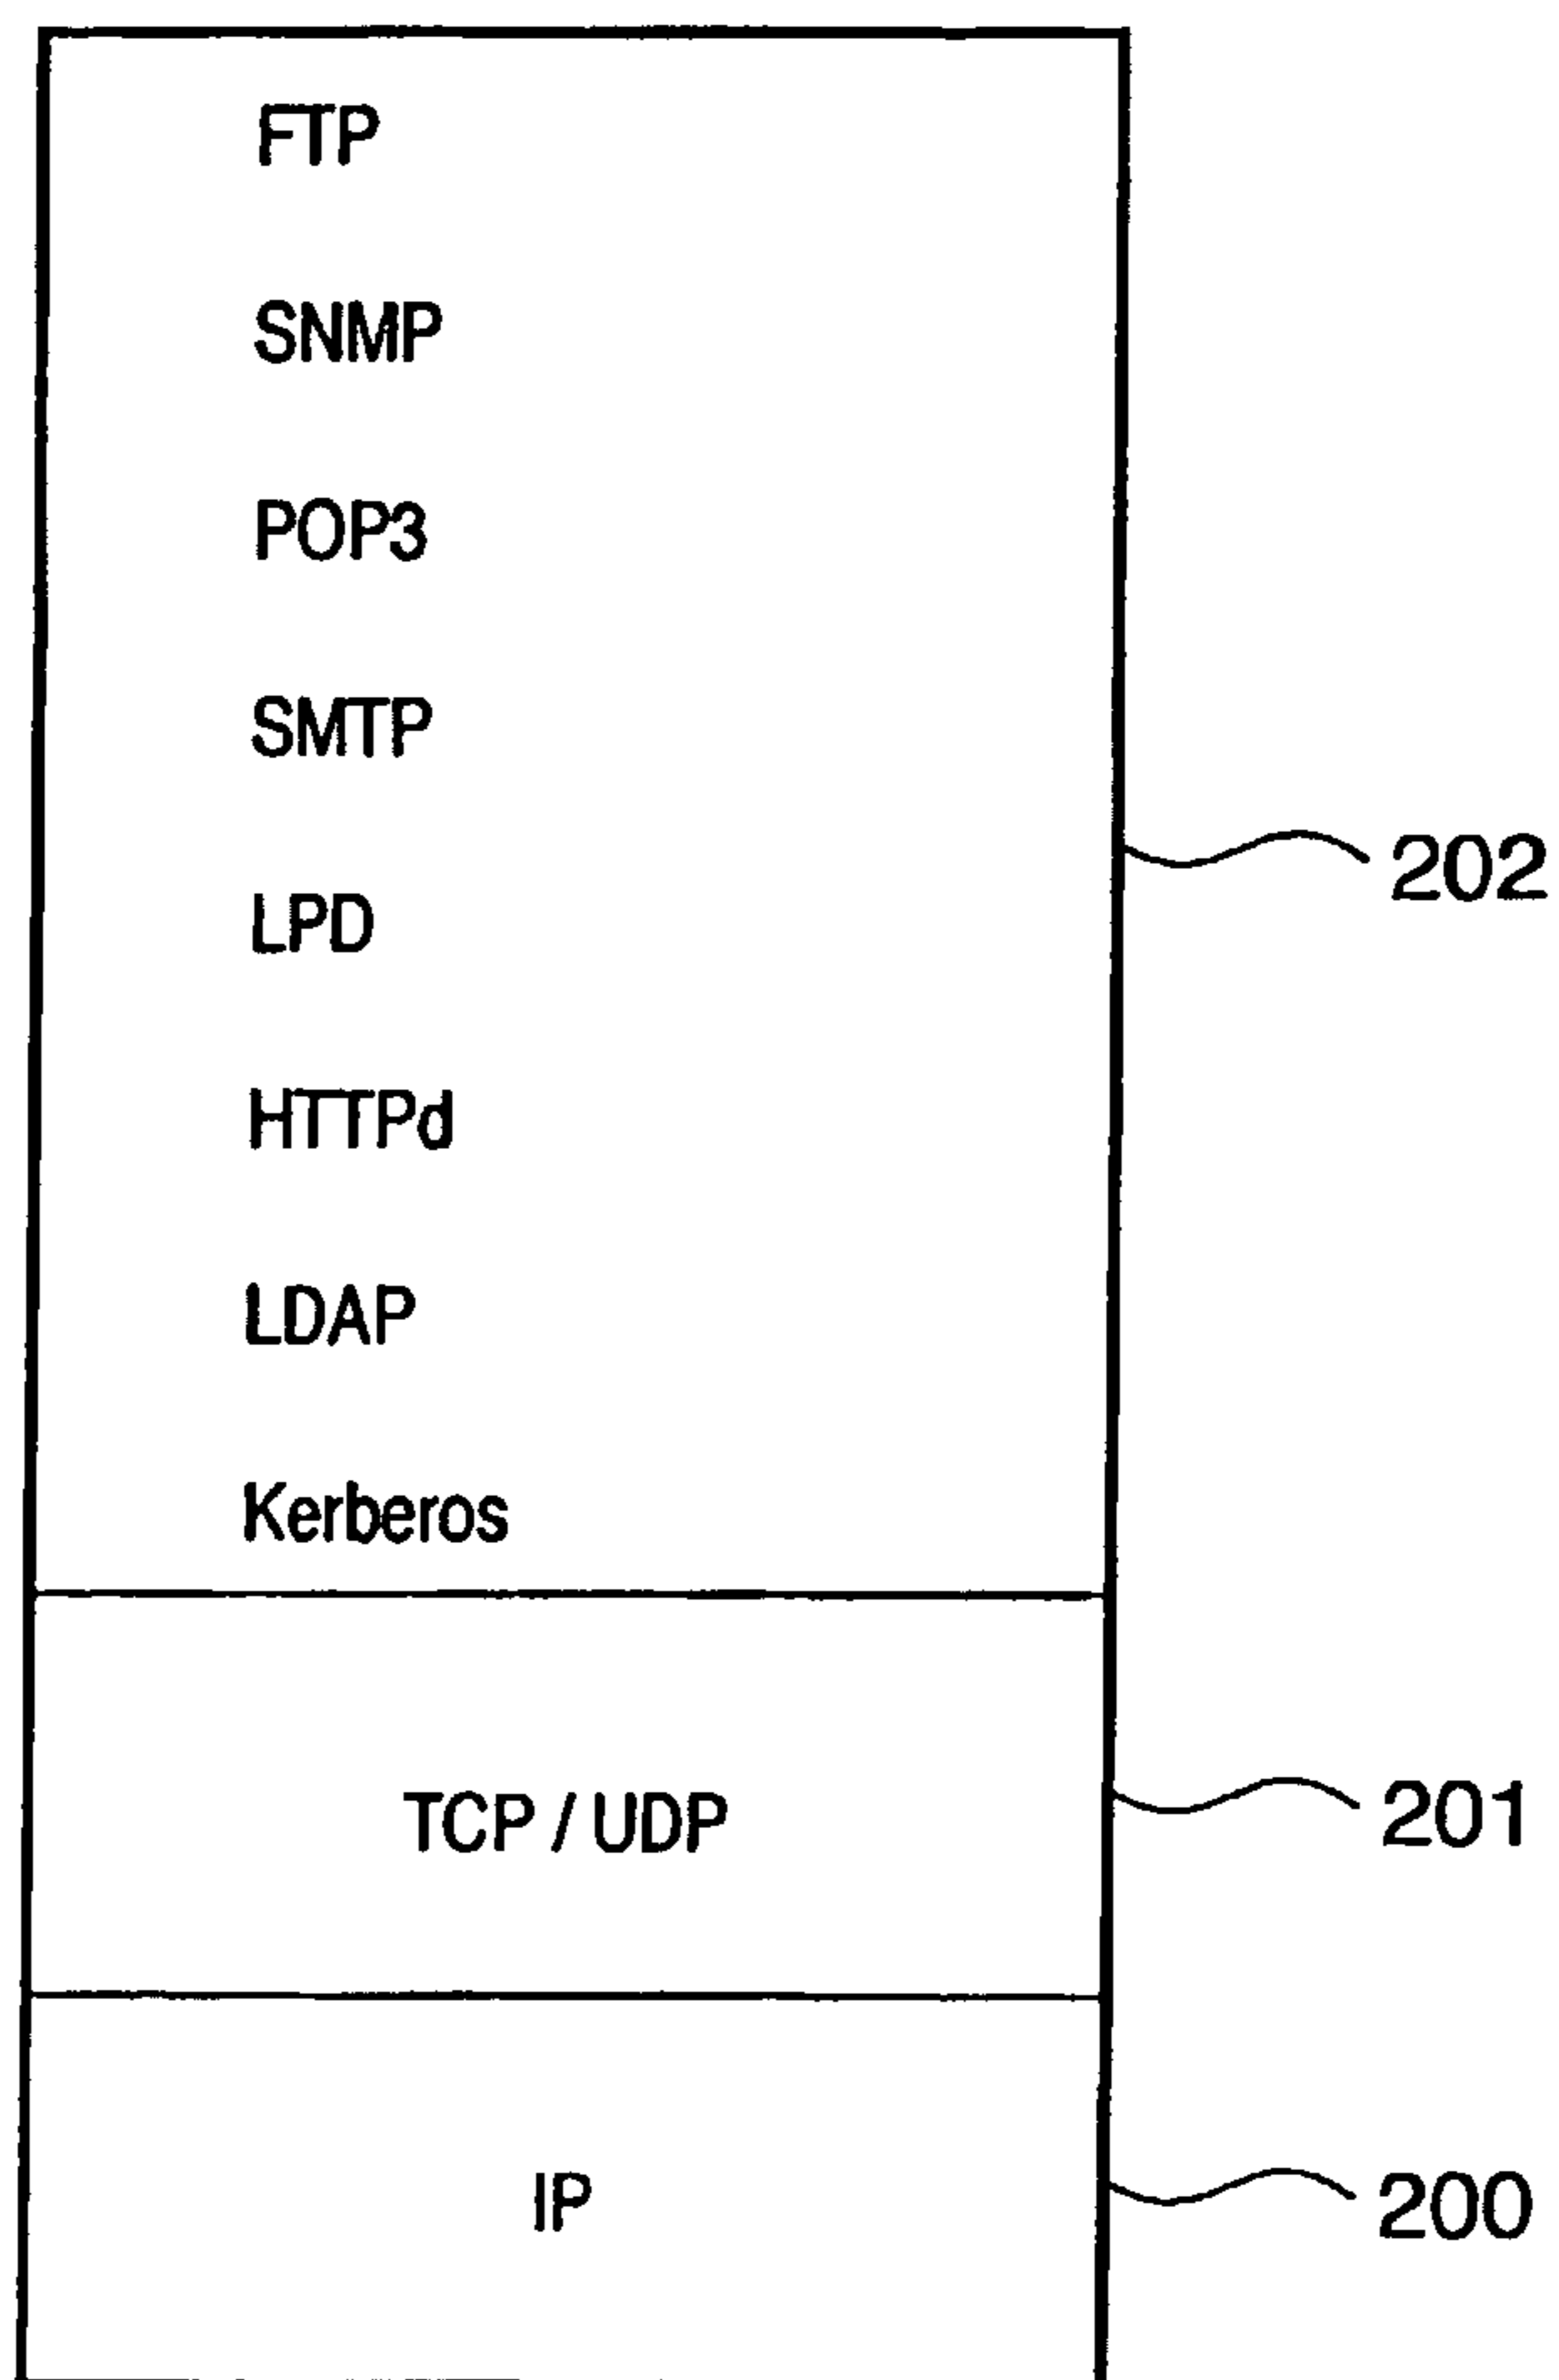 FTP
SNMP
POP3
SMTP
202
LPD
HTTPd
LDAP
Kerberos
TCP / UDP
201
IP
200